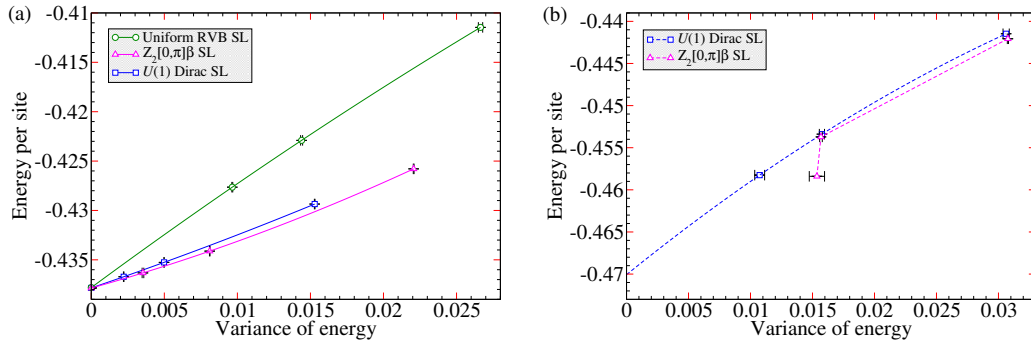 (a)
-0.41
-0.415
-0.42
-0.425
-0.43
-0.435
Energy per site
Uniform RVB SL
Z₂[0,π]β SL
U(1) Dirac SL
0 0.005 0.01 0.015 0.02 0.025
Variance of energy
(b)
-0.44
-0.445
-0.45
-0.455
-0.46
-0.465
-0.47
Energy per site
U(1) Dirac SL
Z₂[0,π]β SL
0 0.005 0.01 0.015 0.02 0.025 0.03
Variance of energy